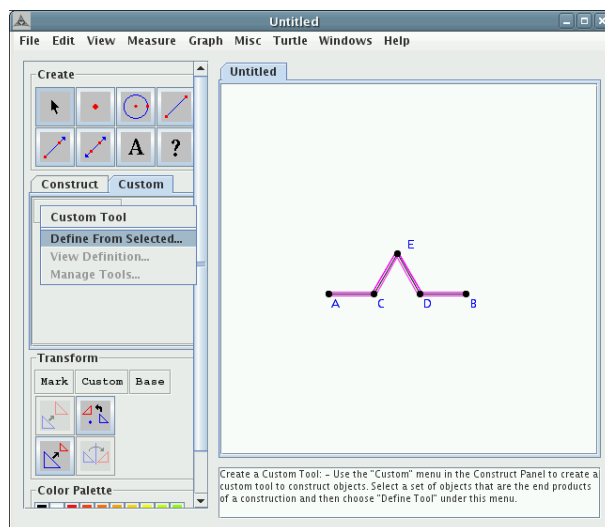 Untitled
File Edit View Measure Graph Misc Turtle Windows Help
Create
A ?
Construct Custom
Custom Tool
Define From Selected...
View Definition...
Manage Tools...
Transform
Mark Custom Base
Color Palette
Untitled
E
A C D B
Create a Custom Tool: - Use the "Custom" menu in the Construct Panel to create a
custom tool to construct objects. Select a set of objects that are the end products
of a construction and then choose "Define Tool" under this menu.